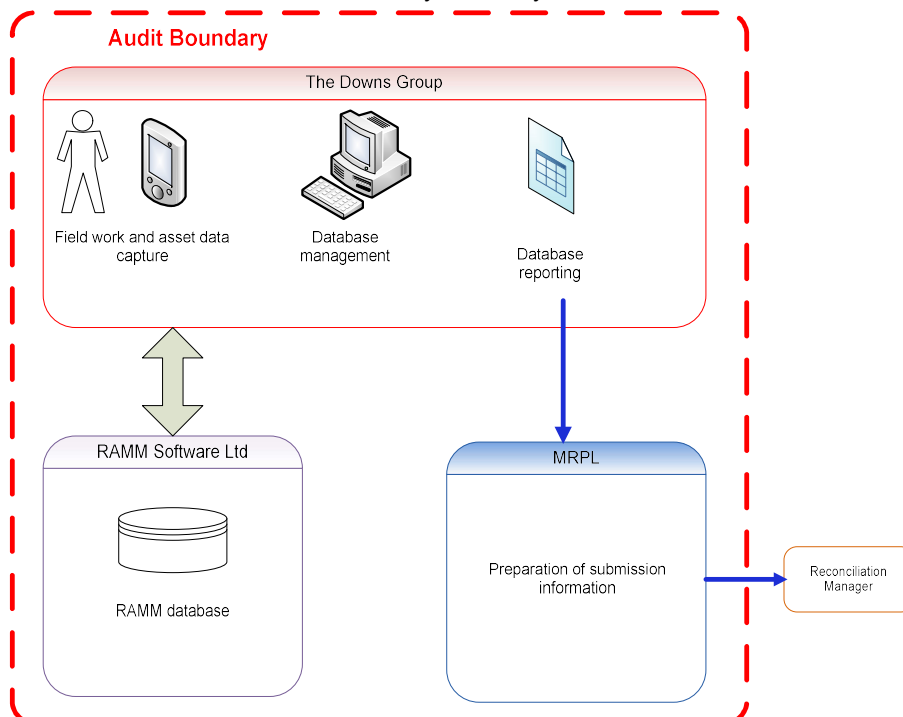 Audit Boundary
The Downs Group
Field work and asset data
capture
Database
management
Database
reporting
RAMM Software Ltd
RAMM database
MRPL
Preparation of submission
information
Reconciliation
Manager